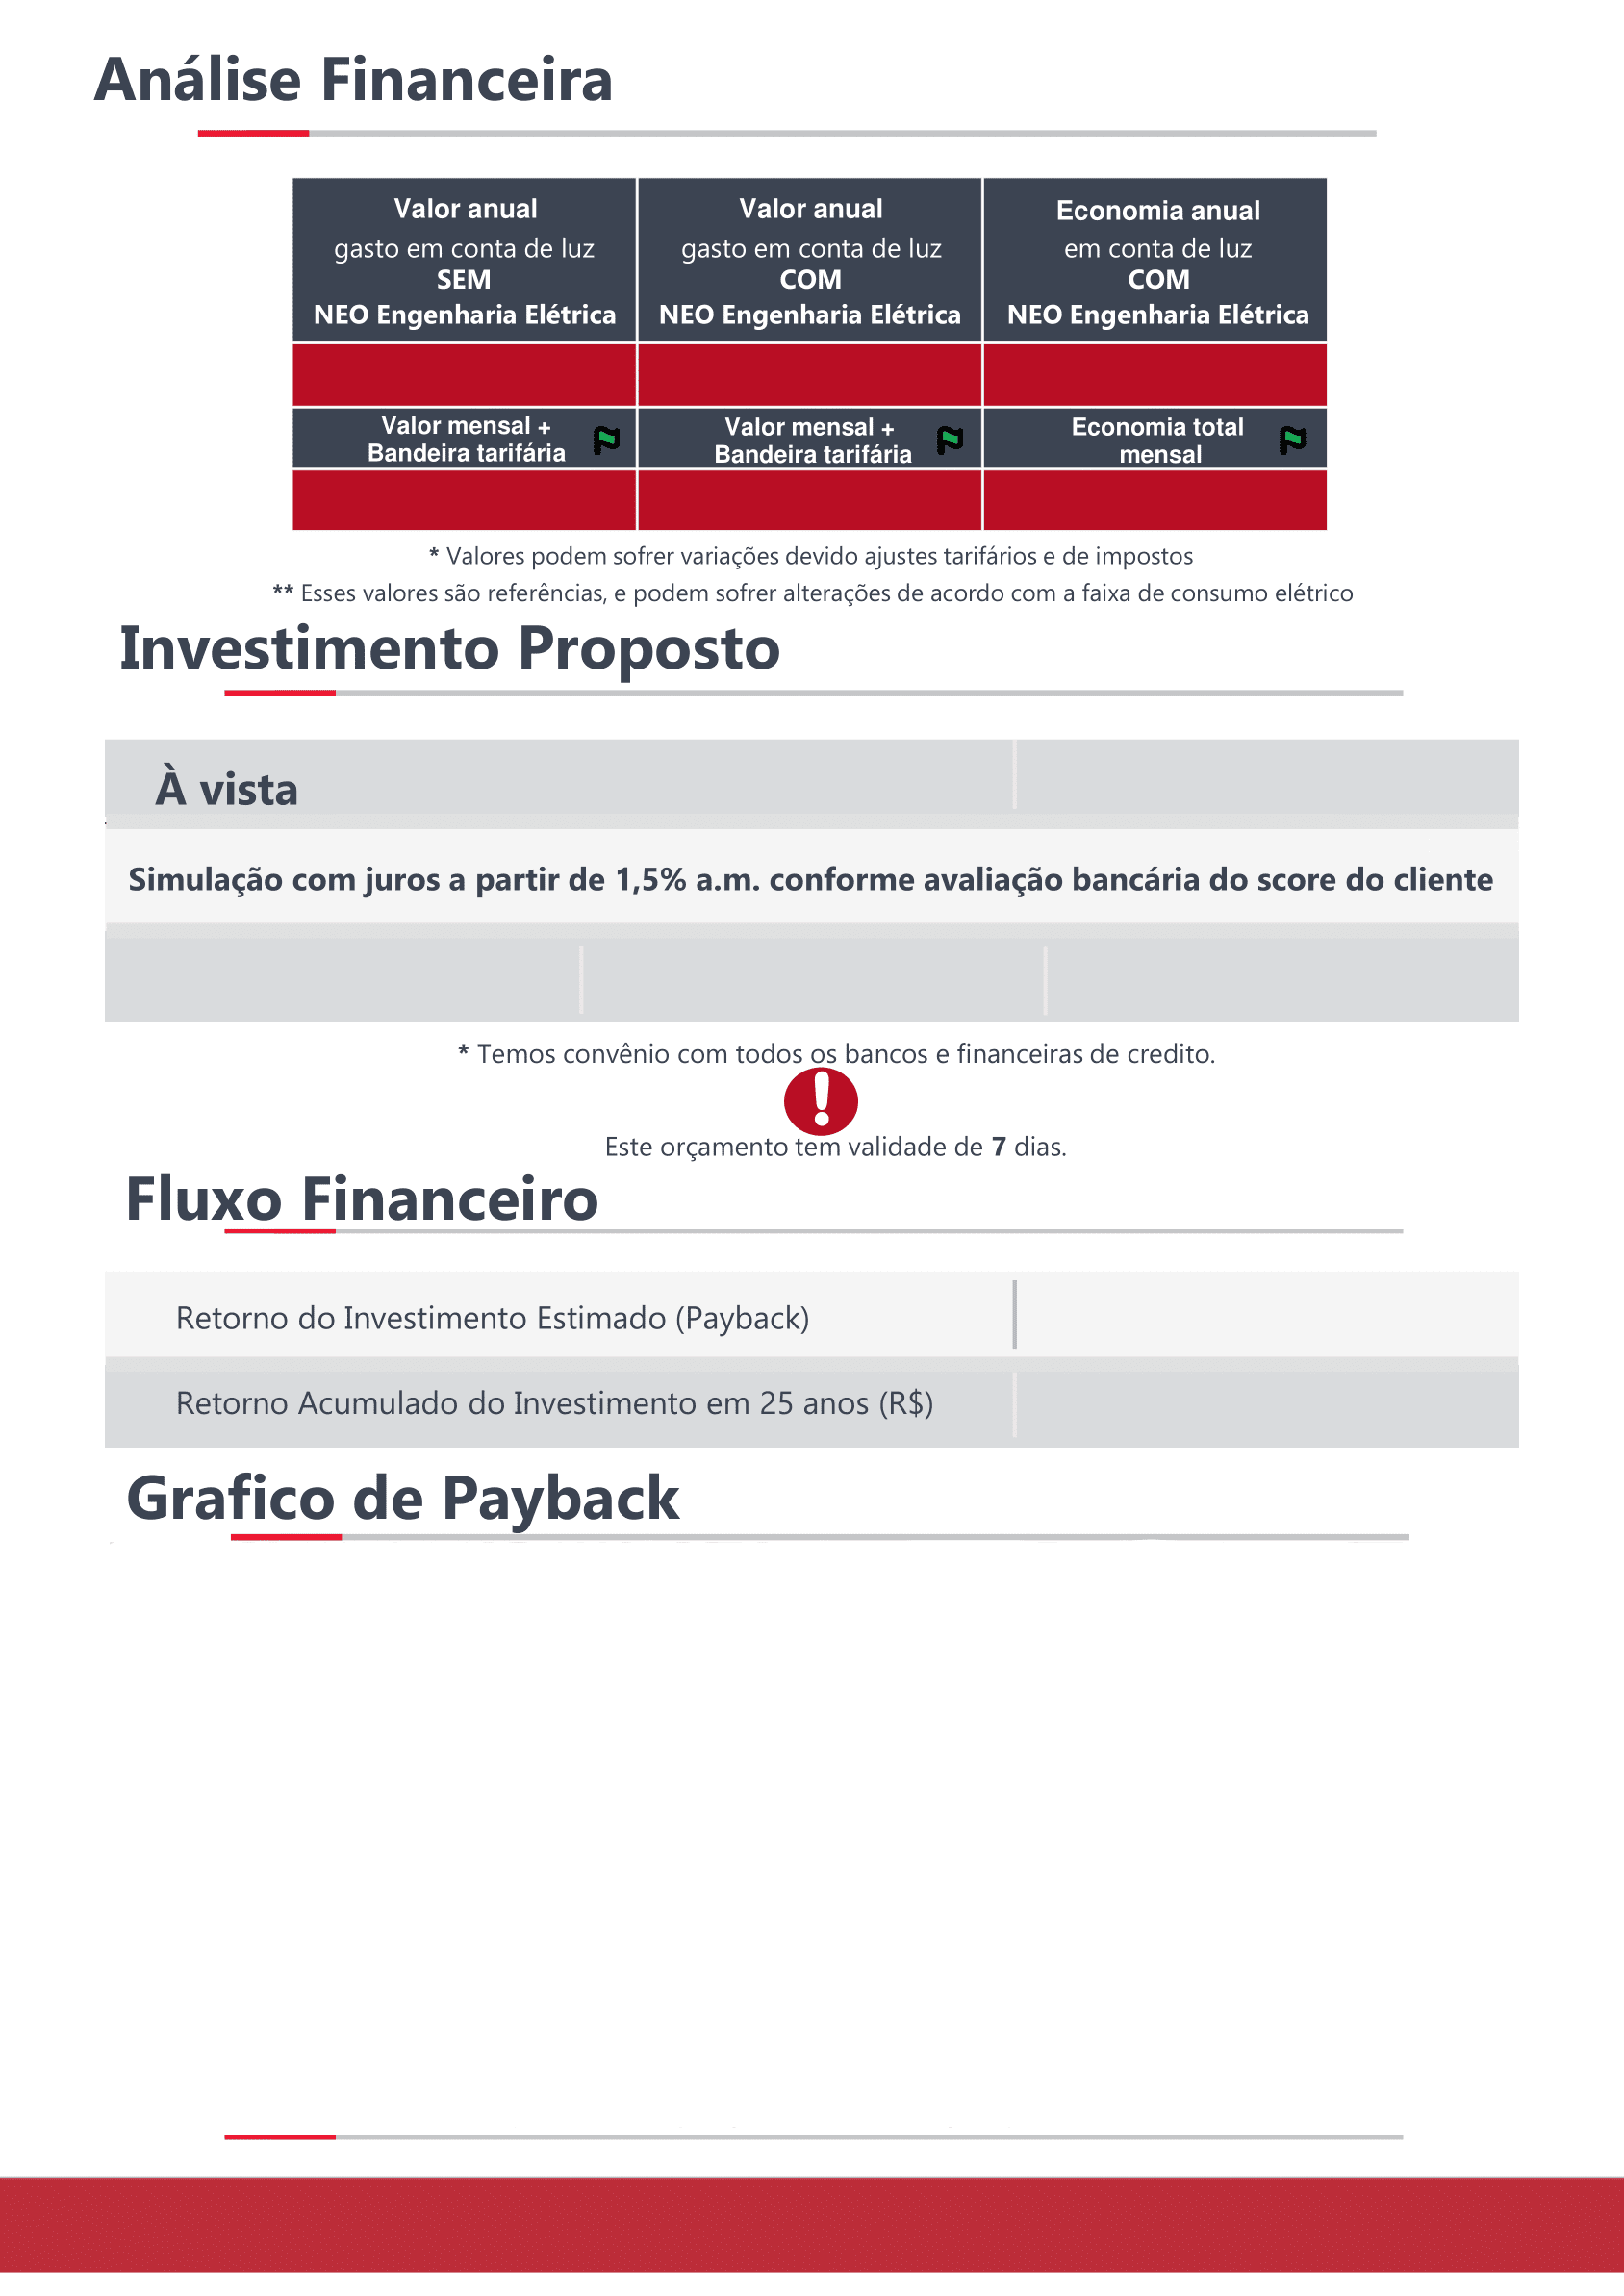 Análise Financeira
Valor anual
gasto em conta de luz
SEM
NEO Engenharia Elétrica
Valor anual
gasto em conta de luz
COM
NEO Engenharia Elétrica
Economia anual
em conta de luz
COM
NEO Engenharia Elétrica
Valor mensal +
Bandeira tarifária
Valor mensal +
Bandeira tarifária
Economia total
mensal
* Valores podem sofrer variações devido ajustes tarifários e de impostos
** Esses valores são referências, e podem sofrer alterações de acordo com a faixa de consumo elétrico
Investimento Proposto
À vista
Simulação com juros a partir de 1,5% a.m. conforme avaliação bancária do score do cliente
* Temos convênio com todos os bancos e financeiras de credito.
Este orçamento tem validade de 7 dias.
Fluxo Financeiro
Retorno do Investimento Estimado (Payback)
Retorno Acumulado do Investimento em 25 anos (R$)
Grafico de Payback